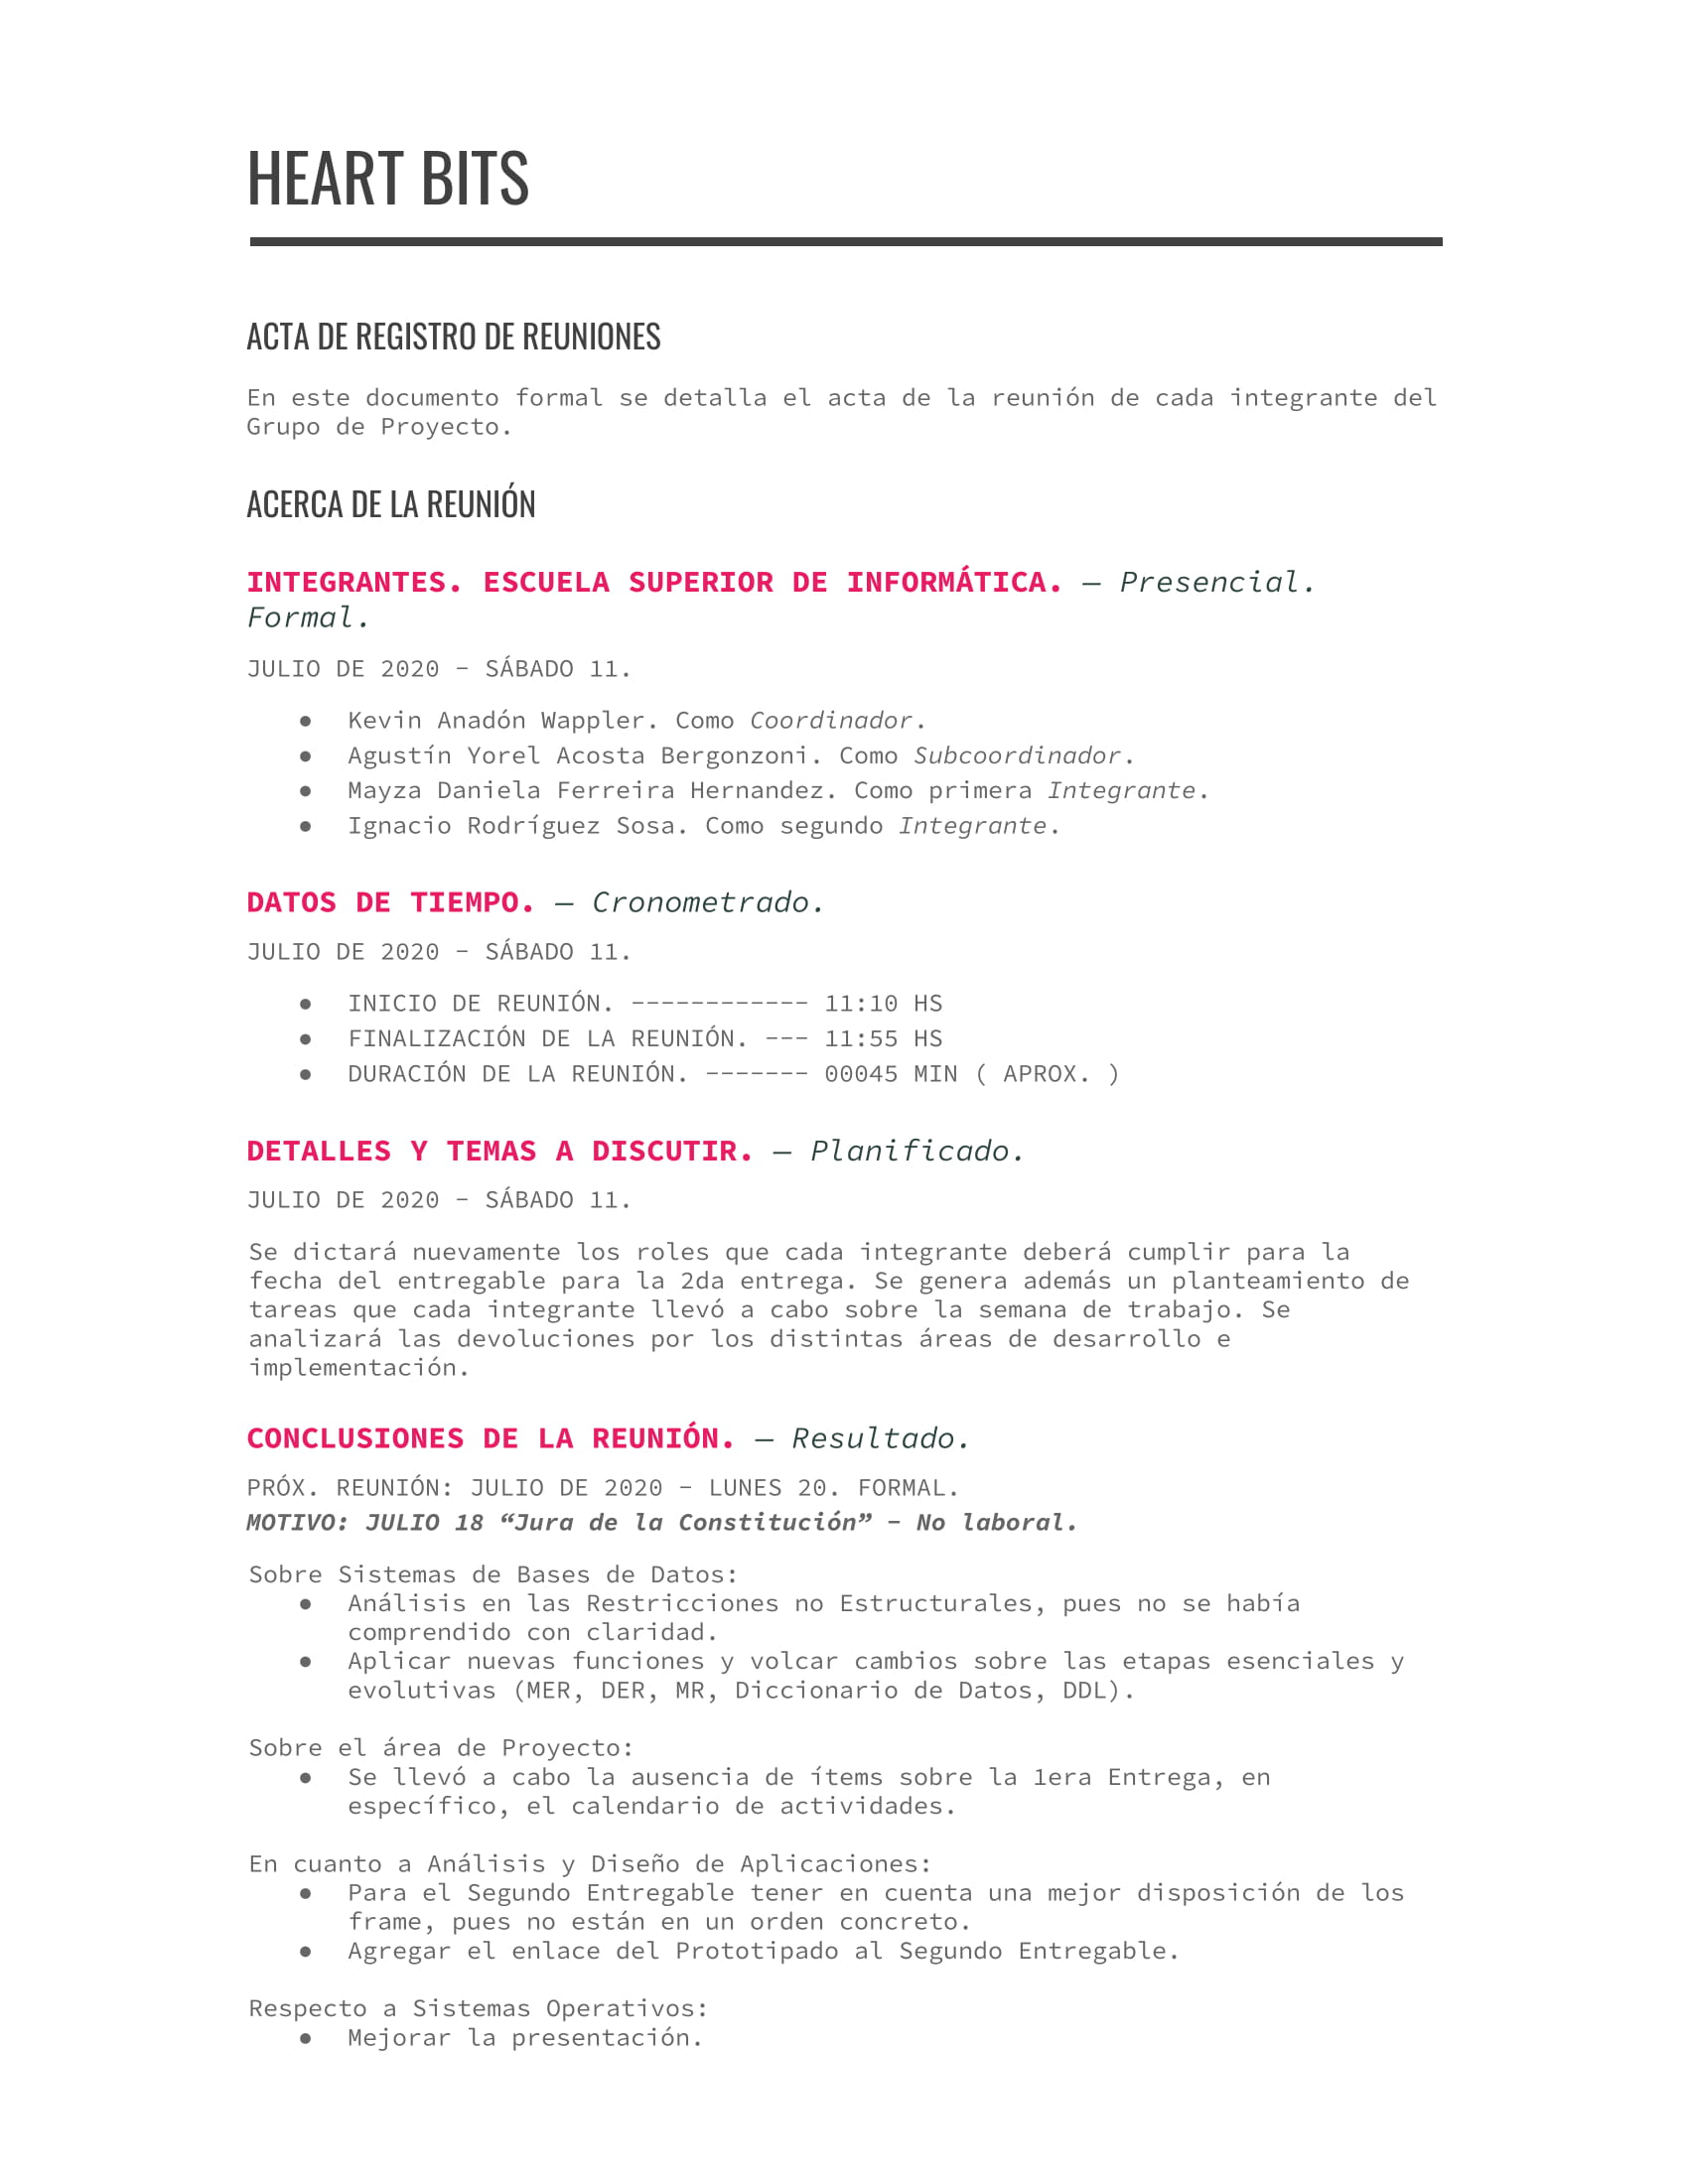 HEART BITS
ACTA DE REGISTRO DE REUNIONES
En este documento formal se detalla el acta de la reunión de cada integrante del
Grupo de Proyecto.
ACERCA DE LA REUNIÓN
INTEGRANTES. ESCUELA SUPERIOR DE INFORMÁTICA. — Presencial.
Formal.
JULIO DE 2020 - SÁBADO 11.
● Kevin Anadón Wappler. Como Coordinador.
● Agustín Yorel Acosta Bergonzoni. Como Subcoordinador.
● Mayza Daniela Ferreira Hernandez. Como primera Integrante.
● Ignacio Rodríguez Sosa. Como segundo Integrante.
DATOS DE TIEMPO. — Cronometrado.
JULIO DE 2020 - SÁBADO 11.
● INICIO DE REUNIÓN. ------------ 11:10 HS
● FINALIZACIÓN DE LA REUNIÓN. --- 11:55 HS
● DURACIÓN DE LA REUNIÓN. ------- 00045 MIN ( APROX. )
DETALLES Y TEMAS A DISCUTIR. — Planificado.
JULIO DE 2020 - SÁBADO 11.
Se dictará nuevamente los roles que cada integrante deberá cumplir para la
fecha del entregable para la 2da entrega. Se genera además un planteamiento de
tareas que cada integrante llevó a cabo sobre la semana de trabajo. Se
analizará las devoluciones por los distintas áreas de desarrollo e
implementación.
CONCLUSIONES DE LA REUNIÓN. — Resultado.
PRÓX. REUNIÓN: JULIO DE 2020 - LUNES 20. FORMAL.
MOTIVO: JULIO 18 “Jura de la Constitución” - No laboral.
Sobre Sistemas de Bases de Datos:
● Análisis en las Restricciones no Estructurales, pues no se había
comprendido con claridad.
● Aplicar nuevas funciones y volcar cambios sobre las etapas esenciales y
evolutivas (MER, DER, MR, Diccionario de Datos, DDL).
Sobre el área de Proyecto:
● Se llevó a cabo la ausencia de ítems sobre la 1era Entrega, en
específico, el calendario de actividades.
En cuanto a Análisis y Diseño de Aplicaciones:
● Para el Segundo Entregable tener en cuenta una mejor disposición de los
frame, pues no están en un orden concreto.
● Agregar el enlace del Prototipado al Segundo Entregable.
Respecto a Sistemas Operativos:
● Mejorar la presentación.